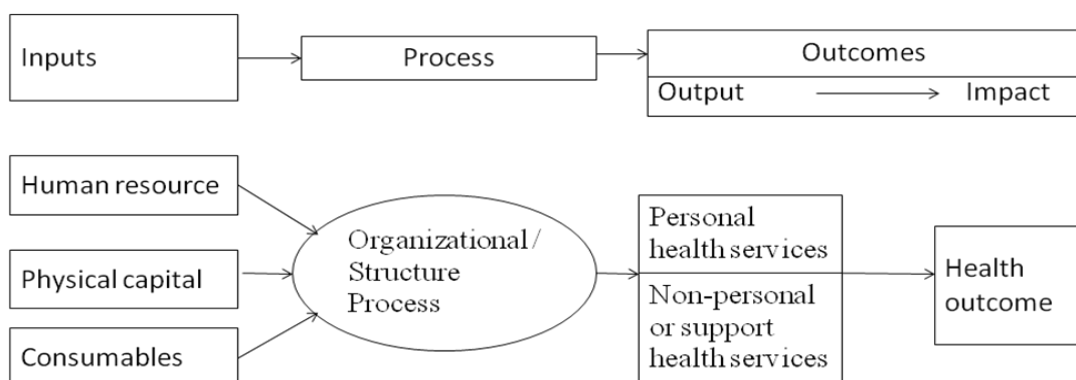 Inputs
Process
Outcomes
Output
Impact
Human resource
Physical capital
Consumables
Organizational /
Structure
Process
Personal
health services
Non-personal
or support
health services
Health
outcome